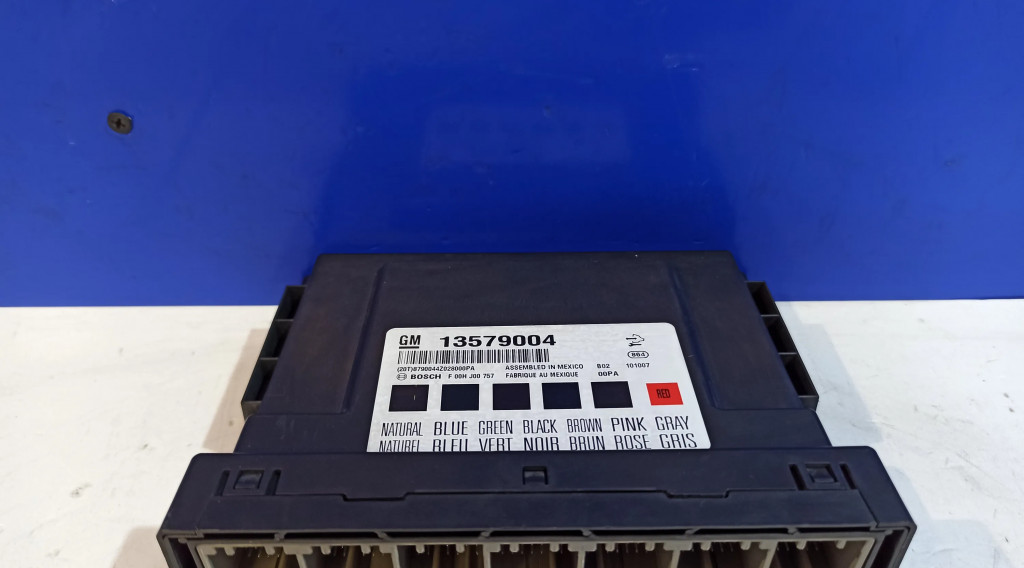 GM 13579004
864
(20T)8790044Z028000PA ASSEMBLED IN MEXICO B02 101007
BOSCH F 00H J00 757 FABRIQUE AU MEXIQUE 00PA
RED
NATURAL BLUE GREEN BLACK BROWN PINK GRAY
NATUREL BLEU VERT NOIR BRUN ROSE GRIS